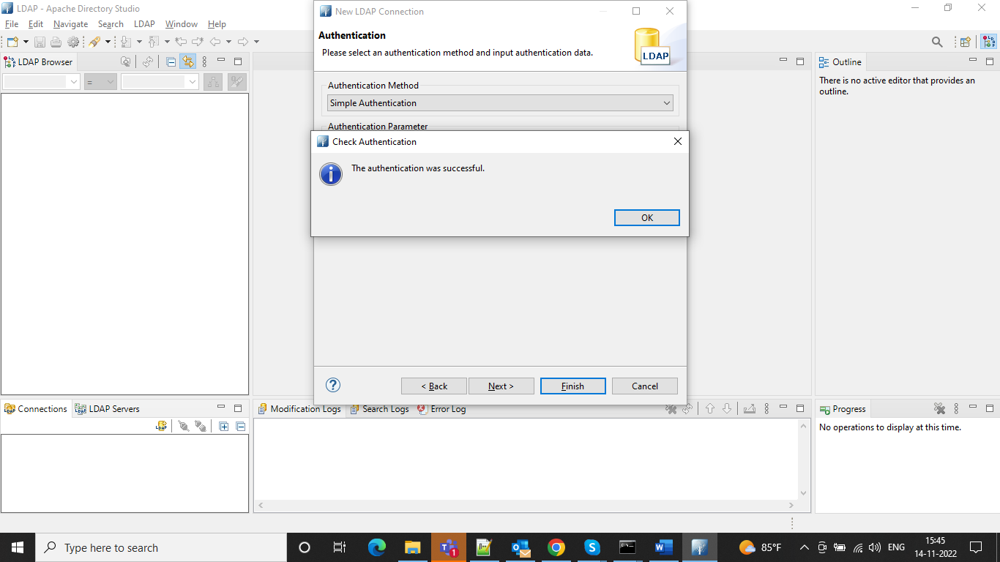 LDAP - Apache Directory Studio
File Edit Navigate Search LDAP Window Help
LDAP Browser
=
New LDAP Connection
Authentication
Please select an authentication method and input authentication data.
LDAP
Authentication Method
Simple Authentication
Authentication Parameter
Check Authentication
The authentication was successful.
OK
< Back
Next >
Finish
Cancel
Outline
There is no active editor that provides an
outline.
Connections
LDAP Servers
LDAP
Modification Logs
Search Logs
Error Log
Progress
No operations to display at this time.
Type here to search
1
85°F
ENG
15:45
14-11-2022